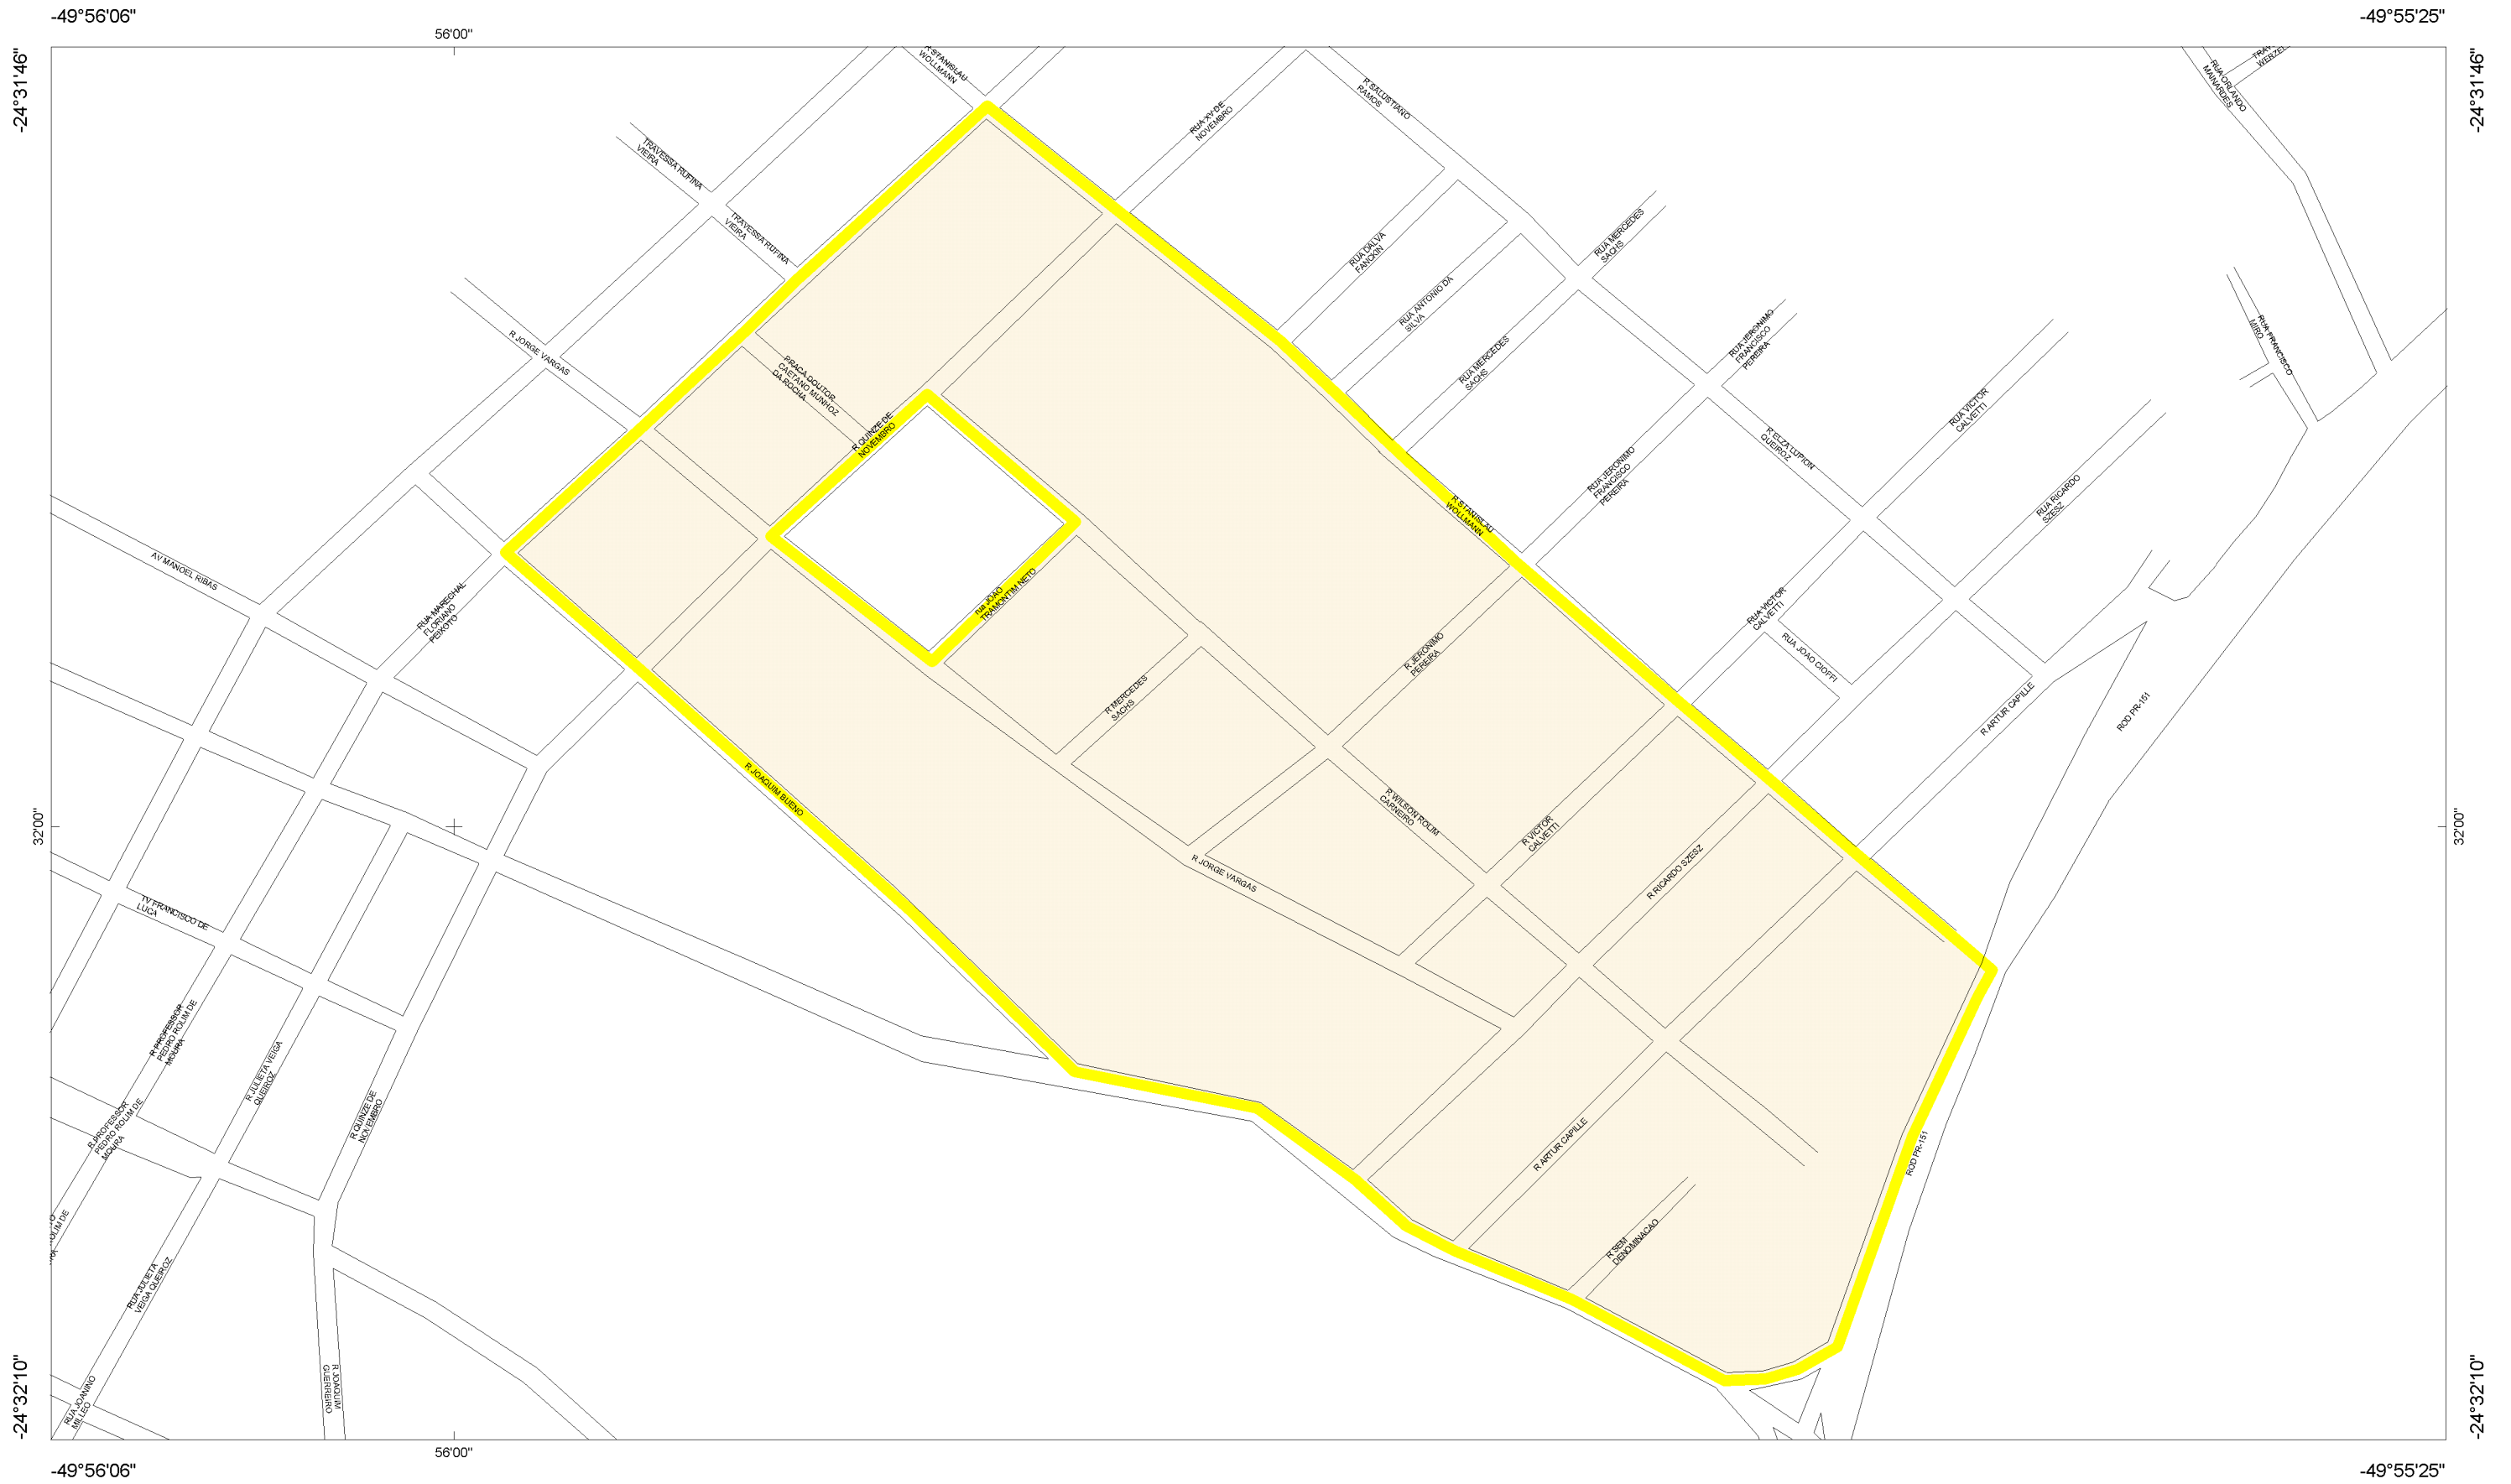 -49°56'06"
-49°55'25"
56'00"
-24°31'46"
-24°31'46"
R STANISLAU
WOLLMANN
RUA ORLANDO
MAINARDES
WERZEL
R SALUSTIANO
RAMOS
RUA XV DE
NOVEMBRO
TRAVESSA RUFINA
VIEIRA
TRAVESSA RUFINA
VIEIRA
RUA MERCEDES
SACHS
RUA DALVA
FANCKIN
RUA ANTONIO DA
SILVA
RUA JERONIMO
FRANCISCO
PEREIRA
RUA FRANCISCO
MIRO
R JORGE VARGAS
RUA MERCEDES
SACHS
PRACA DOUTOR
CAETANO MUNHOZ
DA ROCHA
RUA VICTOR
CALVETTI
R QUINZE DE
NOVEMBRO
R ELZA LUPION
QUEIROZ
RUA JERONIMO
FRANCISCO
PEREIRA
RUA RICARDO
SZESZ
R STANISLAU
WOLLMANN
AV MANOEL RIBAS
RUA MARECHAL
FLORIANO
PEIXOTO
rua JOAO
TRAMONTIM NETO
RUA VICTOR
CALVETTI
RUA JOAO CIOFFI
R JERONIMO
PEREIRA
R MERCEDES
SACHS
R ARTUR CAPILLE
ROD PR-151
R JOAQUIM BUENO
R WILSON ROLIM
CARNEIRO
R VICTOR
CALVETTI
32'00"
32'00"
R JORGE VARGAS
R RICARDO SZESZ
TV FRANCISCO DE
LUCA
R PROFESSOR
PEDRO ROLIM DE
MOURA
R JULIETA VEIGA
QUEIROZ
R QUINZE DE
NOVEMBRO
R PROFESSOR
PEDRO ROLIM DE
MOURA
R ARTUR CAPILLE
ROD PR-151
R SEM
DENOMINACAO
RUA JULIETA
VEIGA QUEIROZ
R JOAQUIM
GUERREIRO
RUA JOANINO
MILLEO
-24°32'10"
-24°32'10"
56'00"
-49°56'06"
-49°55'25"